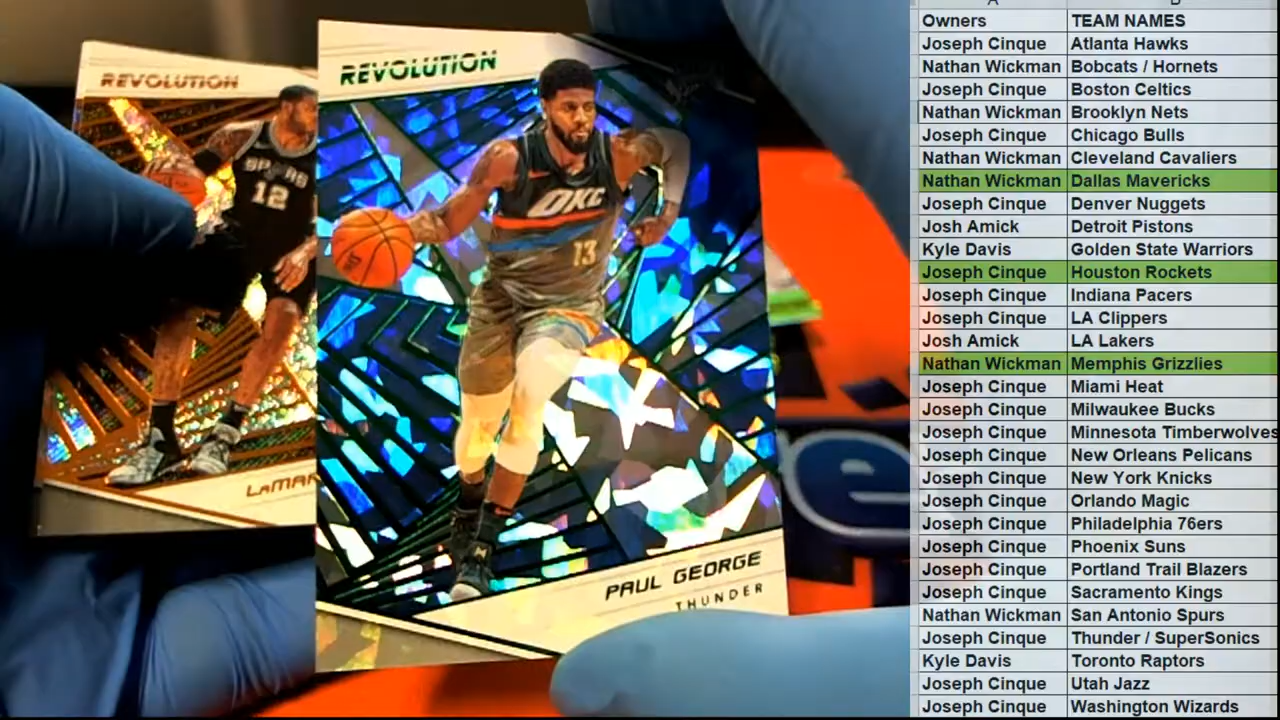 REVOLUTION
SPURS
12
LAMAR
REVOLUTION
OKC
13
PAUL GEORGE
THUNDER
e
Owners TEAM NAMES
Joseph Cinque Atlanta Hawks
Nathan Wickman Bobcats / Hornets
Joseph Cinque Boston Celtics
Nathan Wickman Brooklyn Nets
Joseph Cinque Chicago Bulls
Nathan Wickman Cleveland Cavaliers
Nathan Wickman Dallas Mavericks
Joseph Cinque Denver Nuggets
Josh Amick Detroit Pistons
Kyle Davis Golden State Warriors
Joseph Cinque Houston Rockets
Joseph Cinque Indiana Pacers
Joseph Cinque LA Clippers
Josh Amick LA Lakers
Nathan Wickman Memphis Grizzlies
Joseph Cinque Miami Heat
Joseph Cinque Milwaukee Bucks
Joseph Cinque Minnesota Timberwolves
Joseph Cinque New Orleans Pelicans
Joseph Cinque New York Knicks
Joseph Cinque Orlando Magic
Joseph Cinque Philadelphia 76ers
Joseph Cinque Phoenix Suns
Joseph Cinque Portland Trail Blazers
Joseph Cinque Sacramento Kings
Nathan Wickman San Antonio Spurs
Joseph Cinque Thunder / SuperSonics
Kyle Davis Toronto Raptors
Joseph Cinque Utah Jazz
Joseph Cinque Washington Wizards